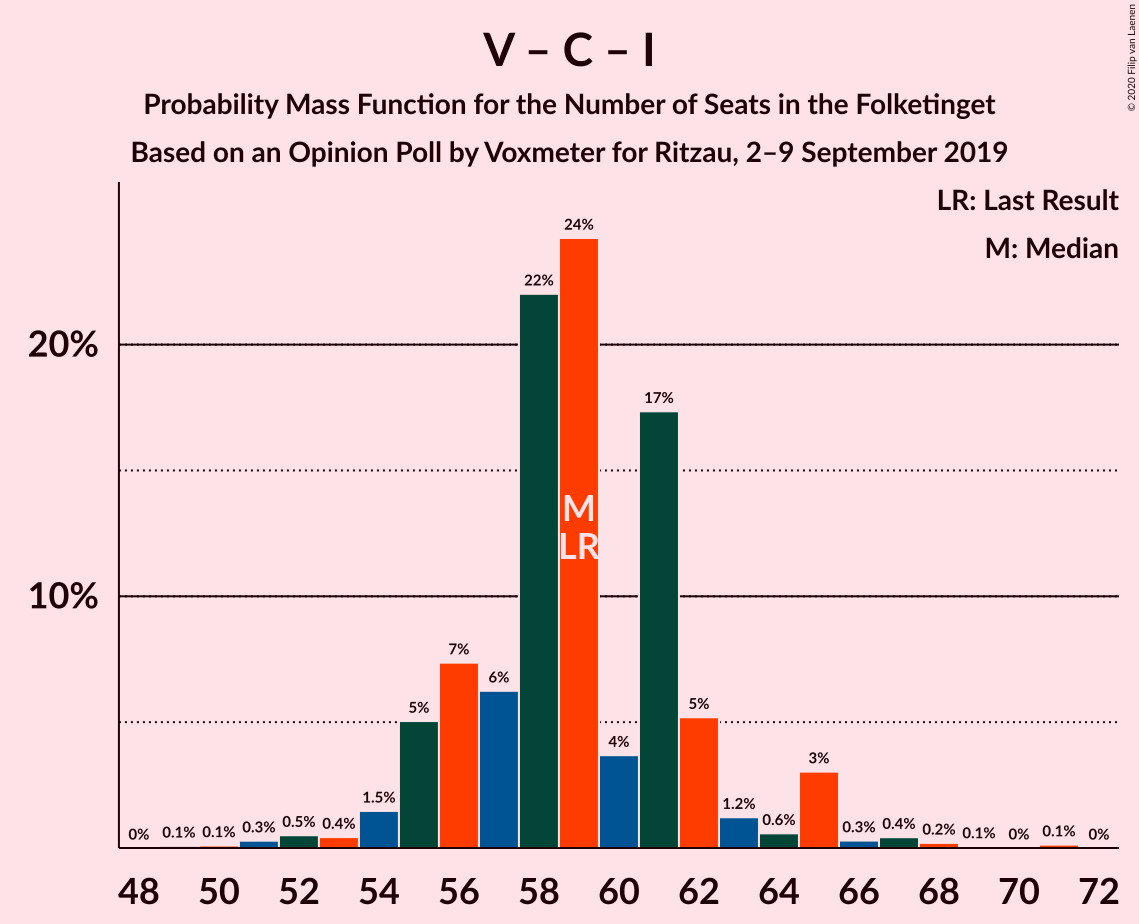 V – C – I
Probability Mass Function for the Number of Seats in the Folketinget
Based on an Opinion Poll by Voxmeter for Ritzau, 2–9 September 2019
© 2020 Filip van Laenen
LR: Last Result
M: Median
20%
10%
0% 0.1% 0.1% 0.3% 0.5% 0.4% 1.5% 5% 7% 6% 22% 24% 4% 17% 5% 1.2% 0.6% 3% 0.3% 0.4% 0.2% 0.1% 0% 0.1% 0%
M
LR
48 50 52 54 56 58 60 62 64 66 68 70 72